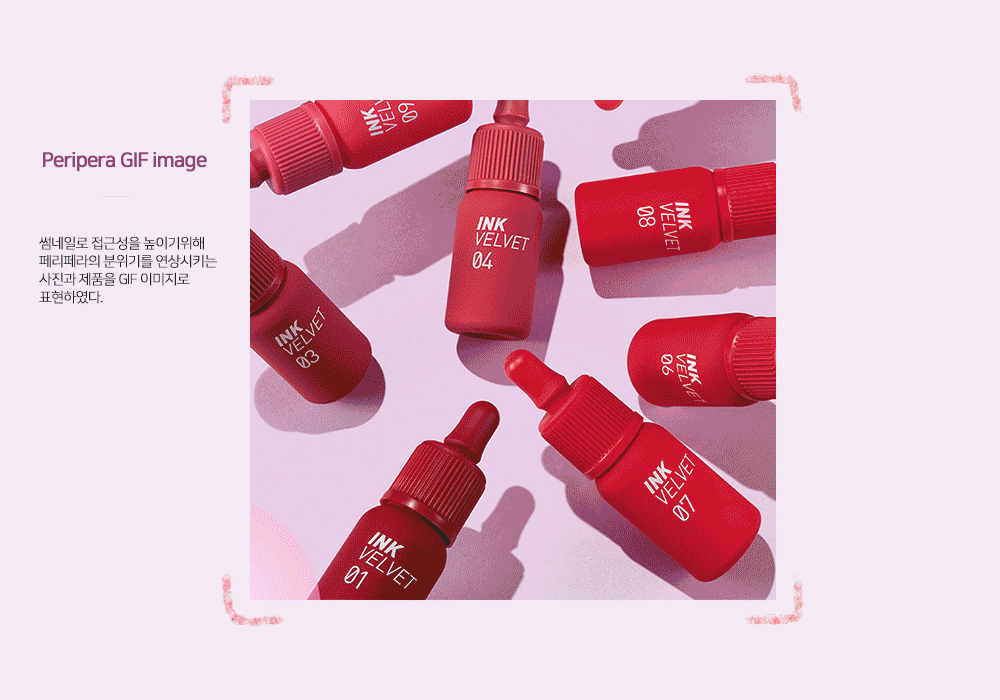 Peripera GIF image
썸네일로 접근성을 높이기위해
페리페라의 분위기를 연상시키는
사진과 제품을 GIF 이미지로
표현하였다.
INK
VELVET
09
INK
VELVET
04
INK
VELVET
08
INK
VELVET
03
INK
VELVET
06
INK
VELVET
07
INK
VELVET
01